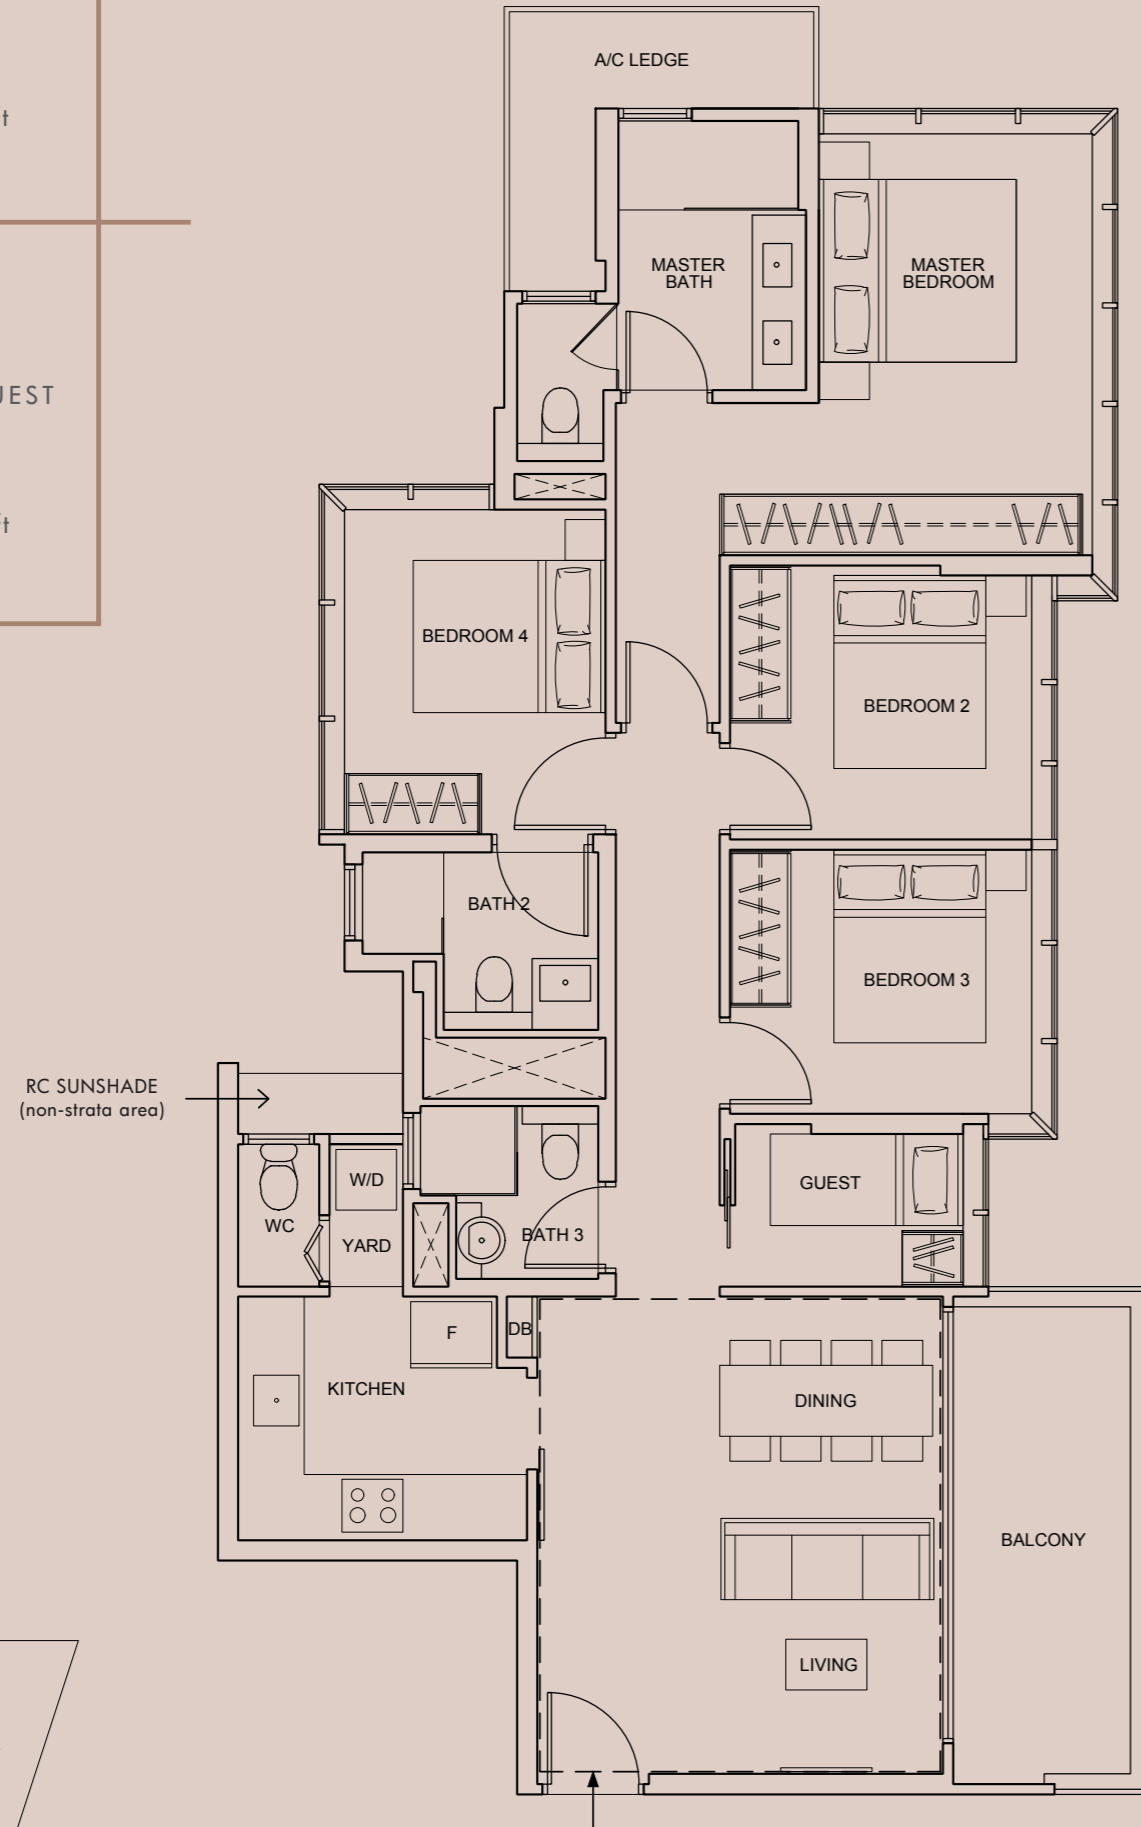 A/C LEDGE
MASTER
BATH
MASTER
BEDROOM
BEDROOM 4
BEDROOM 2
BATH 2
BEDROOM 3
RC SUNSHADE
(non-strata area)
W/D
GUEST
WC
YARD
BATH 3
F
DB
KITCHEN
DINING
BALCONY
LIVING